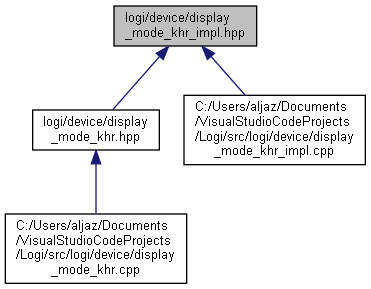 logi/device/display
_mode_khr_impl.hpp
logi/device/display
_mode_khr.hpp
C:/Users/aljaz/Documents
/VisualStudioCodeProjects
/Logi/src/logi/device/display
_mode_khr_impl.cpp
C:/Users/aljaz/Documents
/VisualStudioCodeProjects
/Logi/src/logi/device/display
_mode_khr.cpp